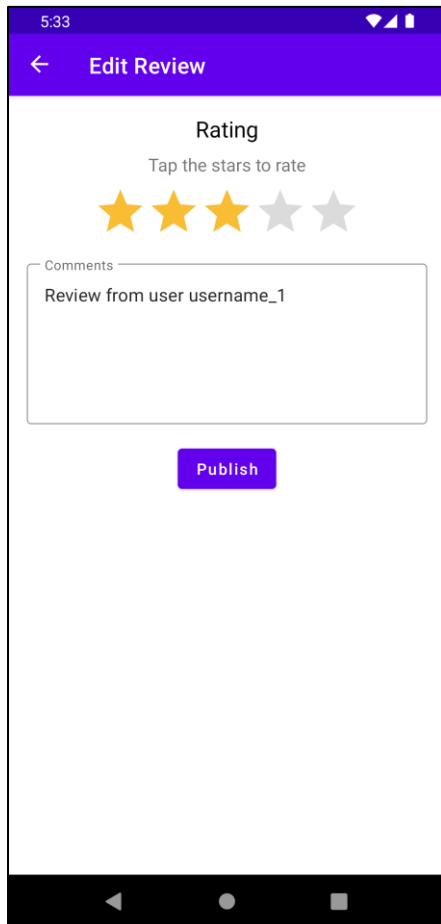 5:33
Edit Review
Rating
Tap the stars to rate
Comments
Review from user username_1
Publish